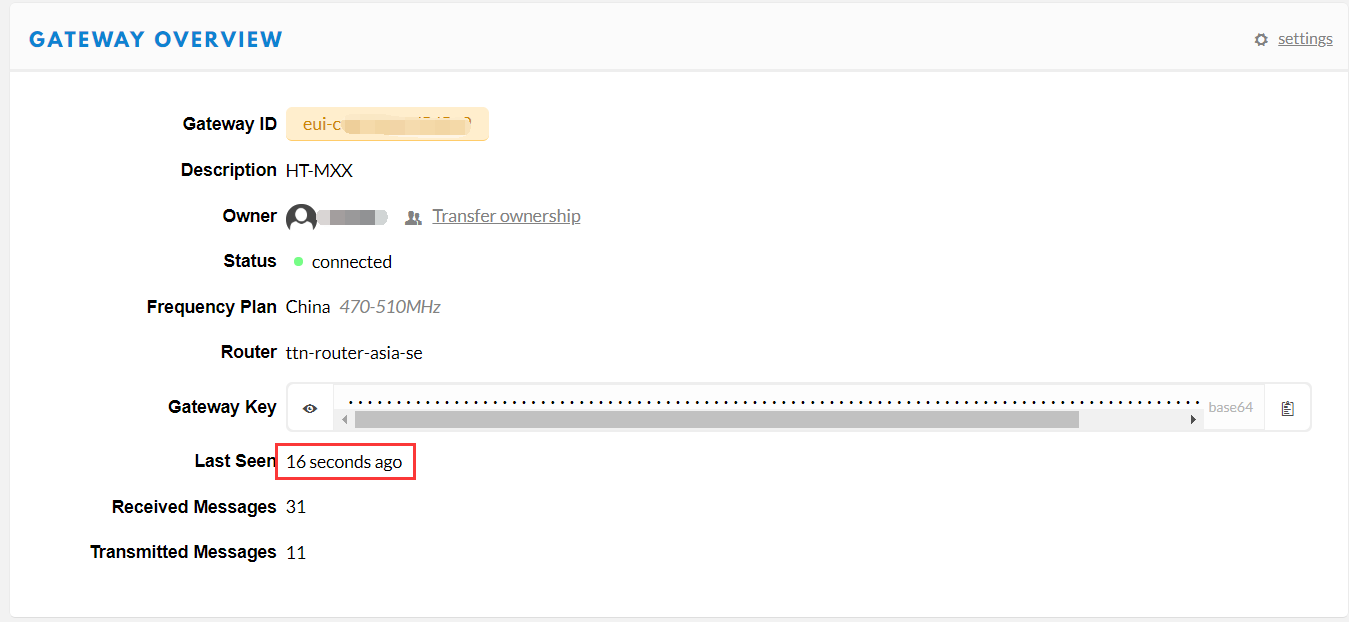 GATEWAY OVERVIEW settings
Gateway ID eui-c
Description HT-MXX
Owner Transfer ownership
Status connected
Frequency Plan China 470-510MHz
Router ttn-router-asia-se
Gateway Key base64
Last Seen 16 seconds ago
Received Messages 31
Transmitted Messages 11